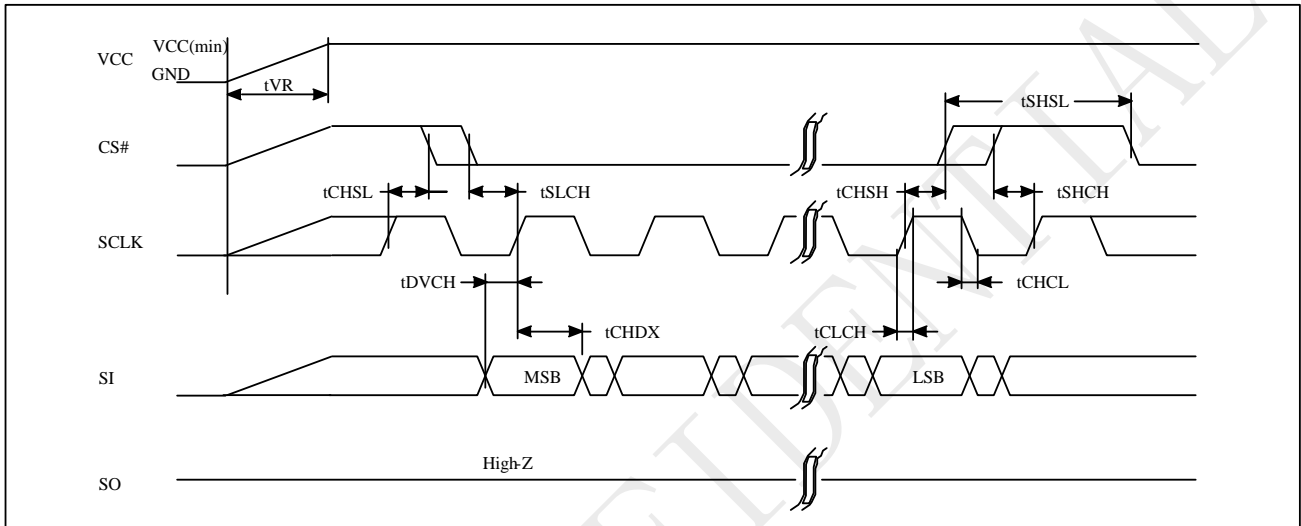 VCC
VCC(min)
GND
tVR
tSHSL
CS#
tCHSL
tSLCH
tCHSH
tSHCH
SCLK
tDVCH
tCHCL
tCHDX
tCLCH
SI
MSB
LSB
High-Z
SO